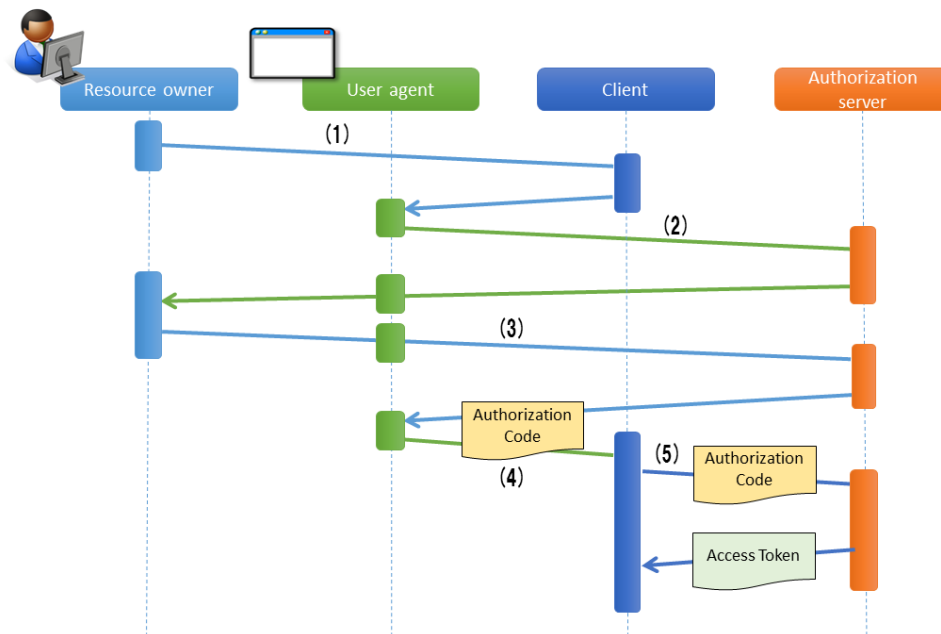 Resource owner
User agent
Client
Authorization
server
(1)
(2)
(3)
Authorization
Code
(4)
(5)
Authorization
Code
Access Token